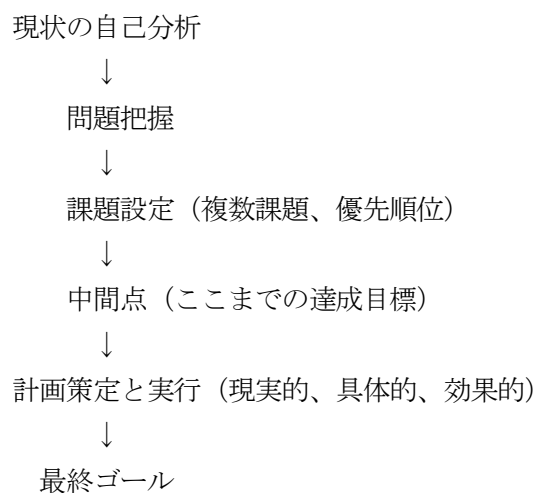 現状の自己分析
↓
問題把握
↓
課題設定（複数課題、優先順位）
↓
中間点（ここまでの達成目標）
↓
計画策定と実行（現実的、具体的、効果的）
↓
最終ゴール